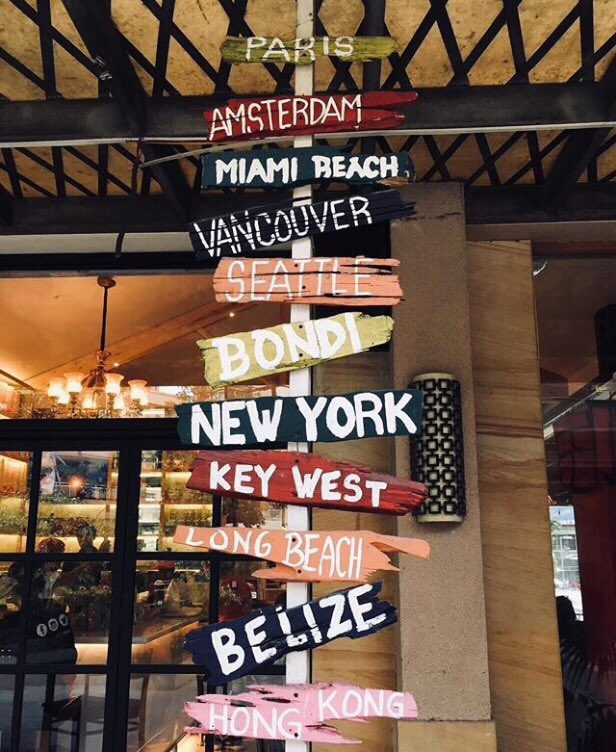 PARIS
AMSTERDAM
MIAMI BEACH
VANCOUVER
SEATTLE
BONDI
NEW YORK
KEY WEST
LONG BEACH
BELIZE
HONG KONG